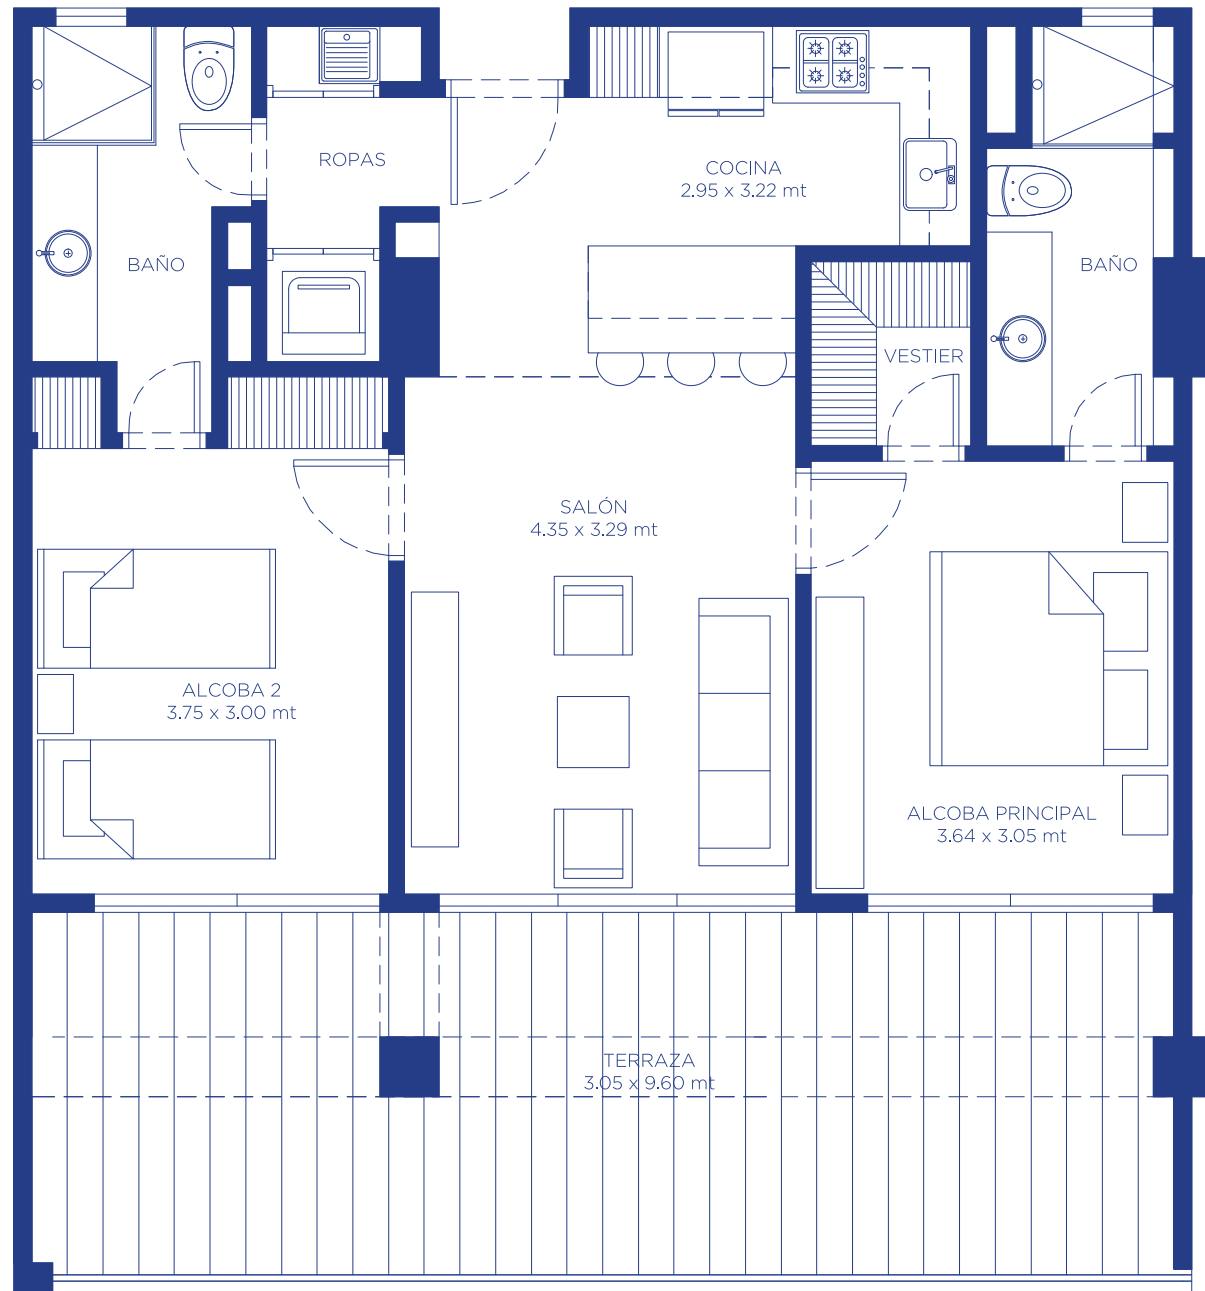 ROPAS
COCINA
2.95 x 3.22 mt
BAÑO
BAÑO
VESTIER
SALÓN
4.35 x 3.29 mt
ALCOBA 2
3.75 x 3.00 mt
ALCOBA PRINCIPAL
3.64 x 3.05 mt
TERRAZA
3.05 x 9.60 mt